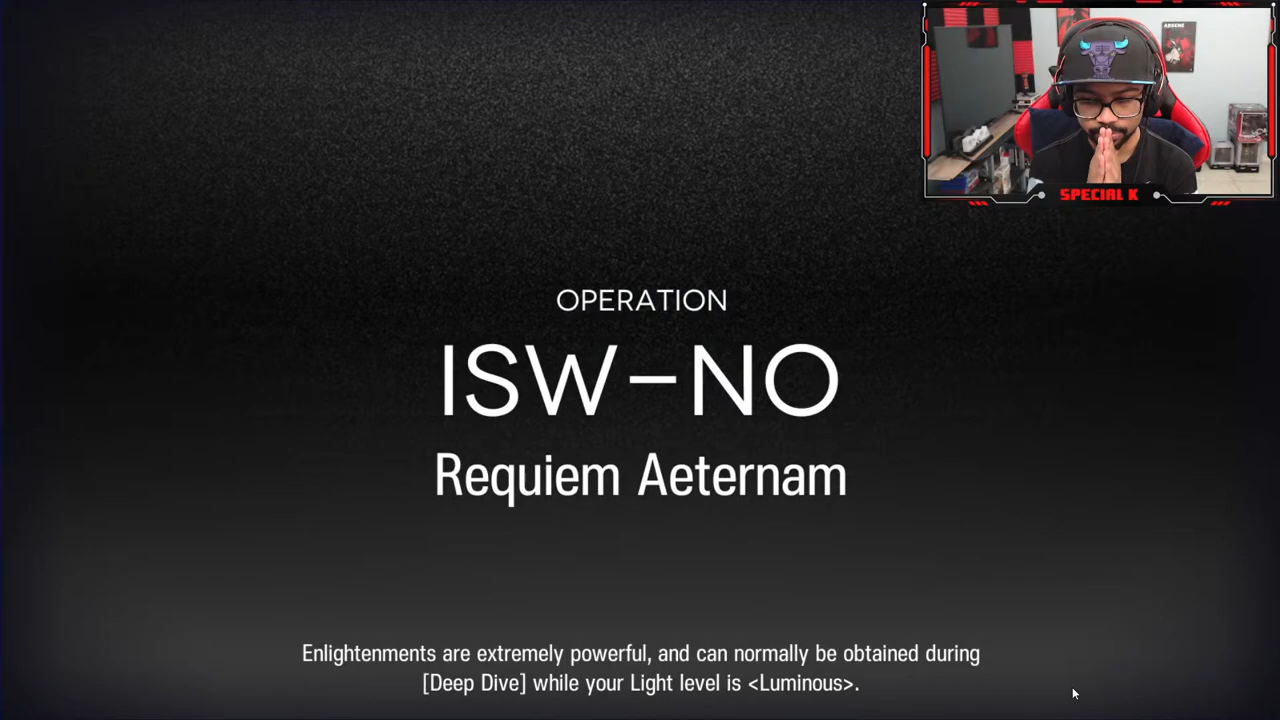 ARSENE
SPECIAL K
OPERATION
ISW-NO
Requiem Aeternam
Enlightenments are extremely powerful, and can normally be obtained during
[Deep Dive] while your Light level is <Luminous>.